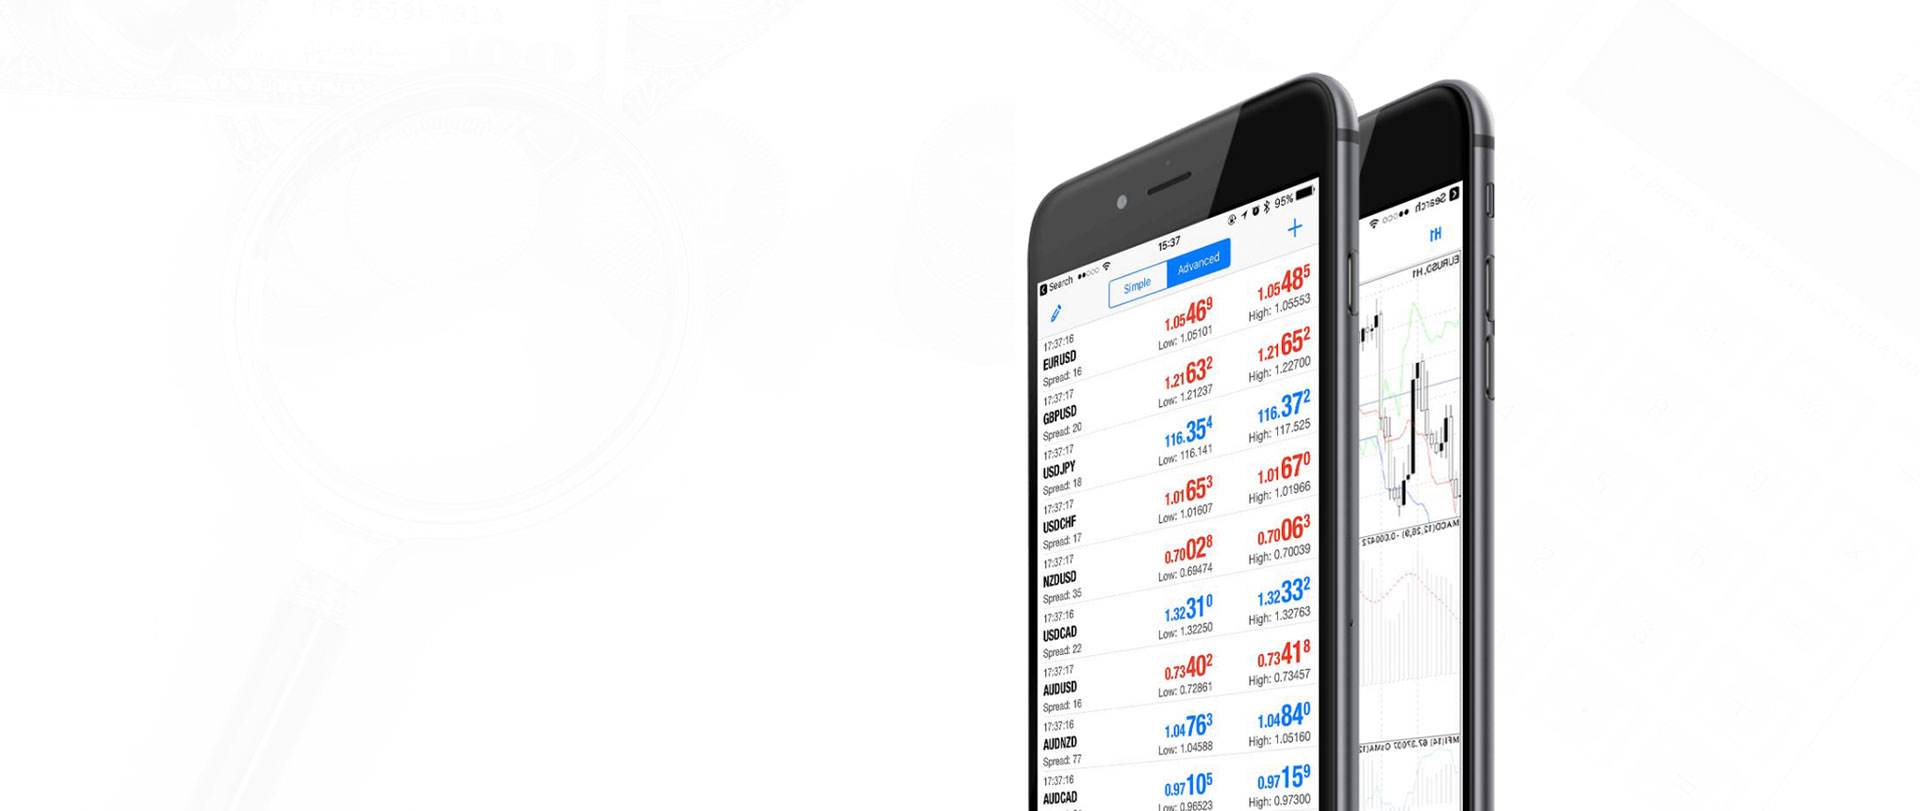 FF 95594731 A
Search
15:37
95%
Simple
Advanced
17:37:16
EURUSD
Spread: 16
1.05469
Low: 1.05101
1.05485
High: 1.05553
17:37:17
GBPUSD
Spread: 20
1.21632
Low: 1.21237
1.21652
High: 1.22700
17:37:17
USDJPY
Spread: 18
116.354
Low: 116.141
116.372
High: 117.525
17:37:17
USDCHF
Spread: 17
1.01653
Low: 1.01607
1.01670
High: 1.01966
17:37:17
NZDUSD
Spread: 35
0.70028
Low: 0.69474
0.70063
High: 0.70039
17:37:16
USDCAD
Spread: 22
1.32310
Low: 1.32250
1.32332
High: 1.32763
17:37:17
AUDUSD
Spread: 16
0.73402
Low: 0.72861
0.73418
High: 0.73457
17:37:16
AUDNZD
Spread: 77
1.04763
Low: 1.04588
1.04840
High: 1.05160
17:37:16
AUDCAD
0.97105
Low: 0.96523
0.97159
High: 0.97300
Search
H1
EURUSD, H1